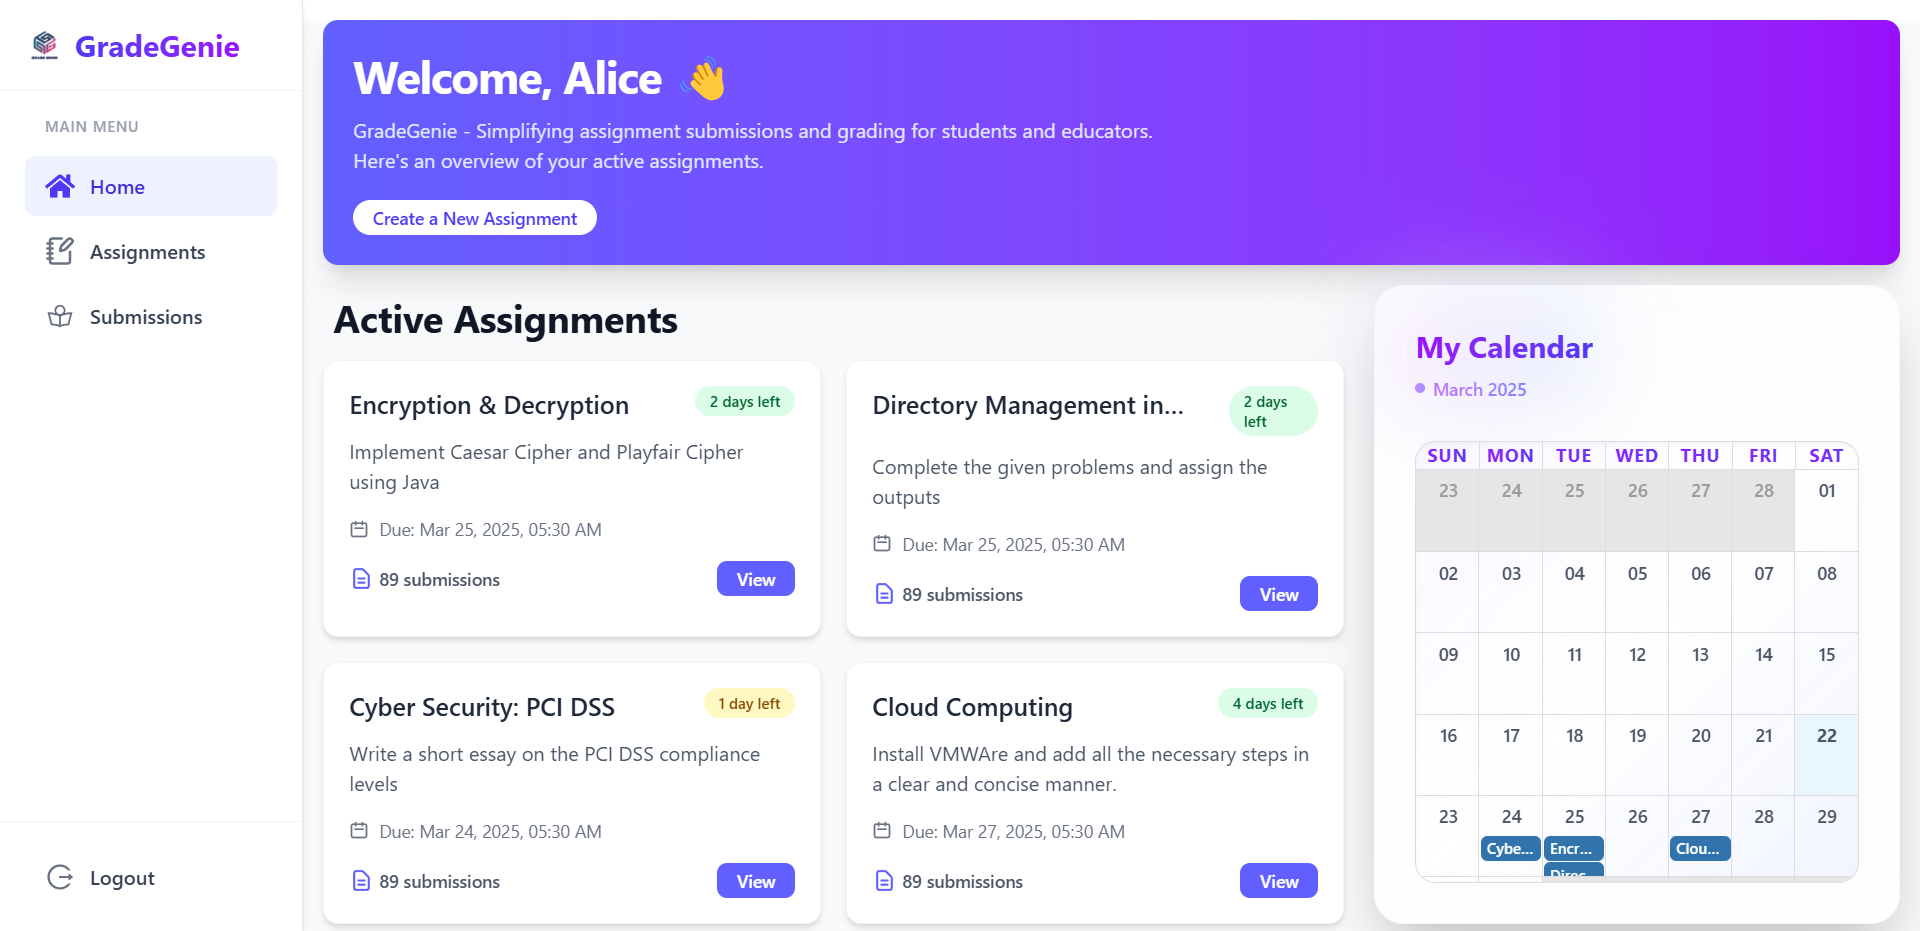 GradeGenie
MAIN MENU
Home
Assignments
Submissions
Logout
Welcome, Alice 👋
GradeGenie - Simplifying assignment submissions and grading for students and educators.
Here's an overview of your active assignments.
Create a New Assignment
Active Assignments
Encryption & Decryption
2 days left
Implement Caesar Cipher and Playfair Cipher
using Java
Due: Mar 25, 2025, 05:30 AM
89 submissions
View
Directory Management in...
2 days
left
Complete the given problems and assign the
outputs
Due: Mar 25, 2025, 05:30 AM
89 submissions
View
Cyber Security: PCI DSS
1 day left
Write a short essay on the PCI DSS compliance
levels
Due: Mar 24, 2025, 05:30 AM
89 submissions
View
Cloud Computing
4 days left
Install VMWAre and add all the necessary steps in
a clear and concise manner.
Due: Mar 27, 2025, 05:30 AM
89 submissions
View
My Calendar
March 2025
SUN MON TUE WED THU FRI SAT
23 24 25 26 27 28 01
02 03 04 05 06 07 08
09 10 11 12 13 14 15
16 17 18 19 20 21 22
23 24 25 26 27 28 29
Cybe... Encr... Clou...
Direc...